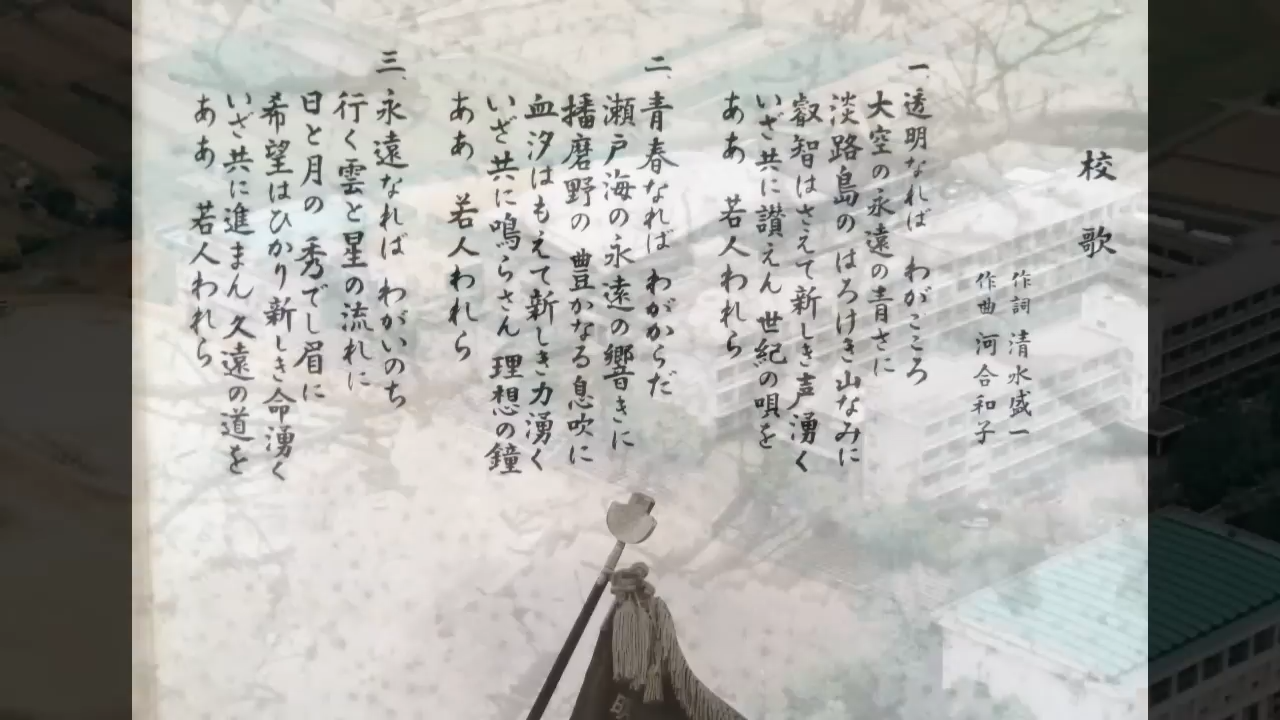 校歌
作詞 清水盛一
作曲 河合和子
一、透明なれば わがこころ
大空の永遠の青さに
淡路島の はろけき山なみに
叡智はさえて新しき声湧く
いざ共に讃えん 世紀の唄を
ああ 若人われら
二、青春なれば わがからだ
瀬戸海の永遠の響きに
播磨野の 豊かなる息吹に
血汐はもえて新しき力湧く
いざ共に鳴らさん 理想の鐘
ああ、若人われら
三、永遠なれば わがいのち
行く雲と星の流れに
日と月の 秀でし眉に
希望はひかり新しき命湧く
いざ共に進まん 久遠の道を
ああ 若人われら
明